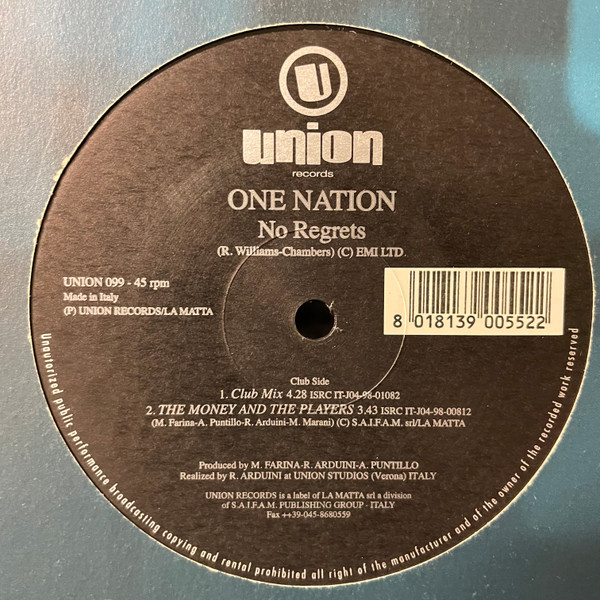 U
union
records
ONE NATION
No Regrets
(R. Williams-Chambers) (C) EMI LTD
UNION 099 - 45 rpm
Made in Italy
(P) UNION RECORDS/LA MATTA
8 018139 005522
Club Side
1. Club Mix 4.28 ISRC IT-J04-98-01082
2. THE MONEY AND THE PLAYERS 3.43 ISRC IT-J04-98-00812
(M. Farina-A. Puntillo-R. Arduini-M. Marani) (C) S.A.I.F.A.M. srl/LA MATTA
Produced by M. FARINA-R. ARDUINI-A. PUNTILLO
Realized by R. ARDUINI at UNION STUDIOS (Verona) ITALY
UNION RECORDS is a label of LA MATTA srl a division
of S.A.I.F.A.M. PUBLISHING GROUP - ITALY
Fax ++39-045-8680559
Unautorized public performance broadcasting copying and rental prohibited all right of the manufacturer and of the owner of the recorded work reserved